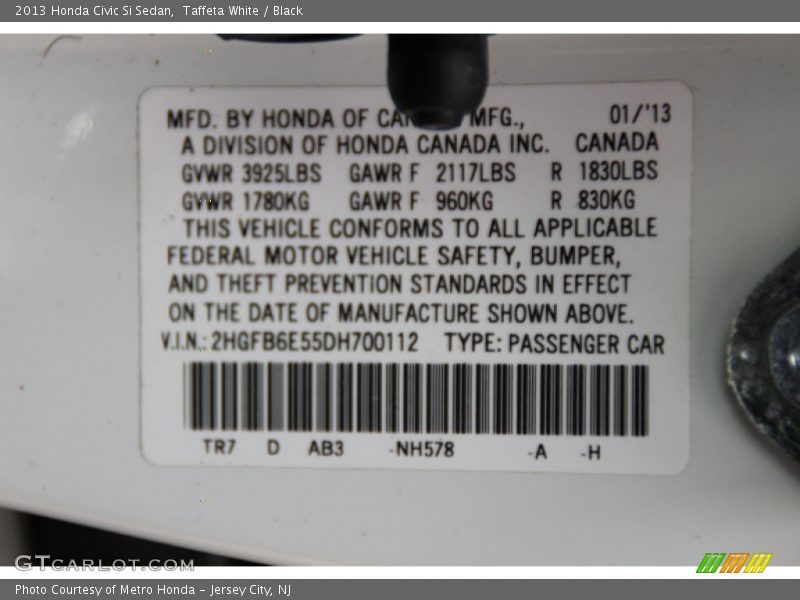 2013 Honda Civic Si Sedan, Taffeta White / Black
MFD. BY HONDA OF MFG., 01/'13
A DIVISION OF HONDA CANADA INC. CANADA
GVWR 3925LBS GAWR F 2117LBS R 1830LBS
GVWR 1780KG GAWR F 960KG R 830KG
THIS VEHICLE CONFORMS TO ALL APPLICABLE
FEDERAL MOTOR VEHICLE SAFETY, BUMPER,
AND THEFT PREVENTION STANDARDS IN EFFECT
ON THE DATE OF MANUFACTURE SHOWN ABOVE.
V.I.N.: 2HGFB6E55DH700112 TYPE: PASSENGER CAR
TR7 D AB3 -NH578 -A -H
GTCARLOT.COM
Photo Courtesy of Metro Honda – Jersey City, NJ